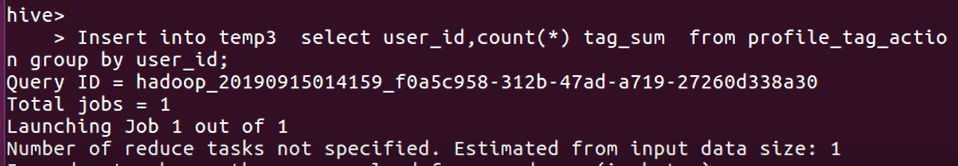 hive>
    > Insert into temp3  select user_id,count(*) tag_sum  from profile_tag_actio
n group by user_id;
Query ID = hadoop_20190915014159_f0a5c958-312b-47ad-a719-27260d338a30
Total jobs = 1
Launching Job 1 out of 1
Number of reduce tasks not specified. Estimated from input data size: 1